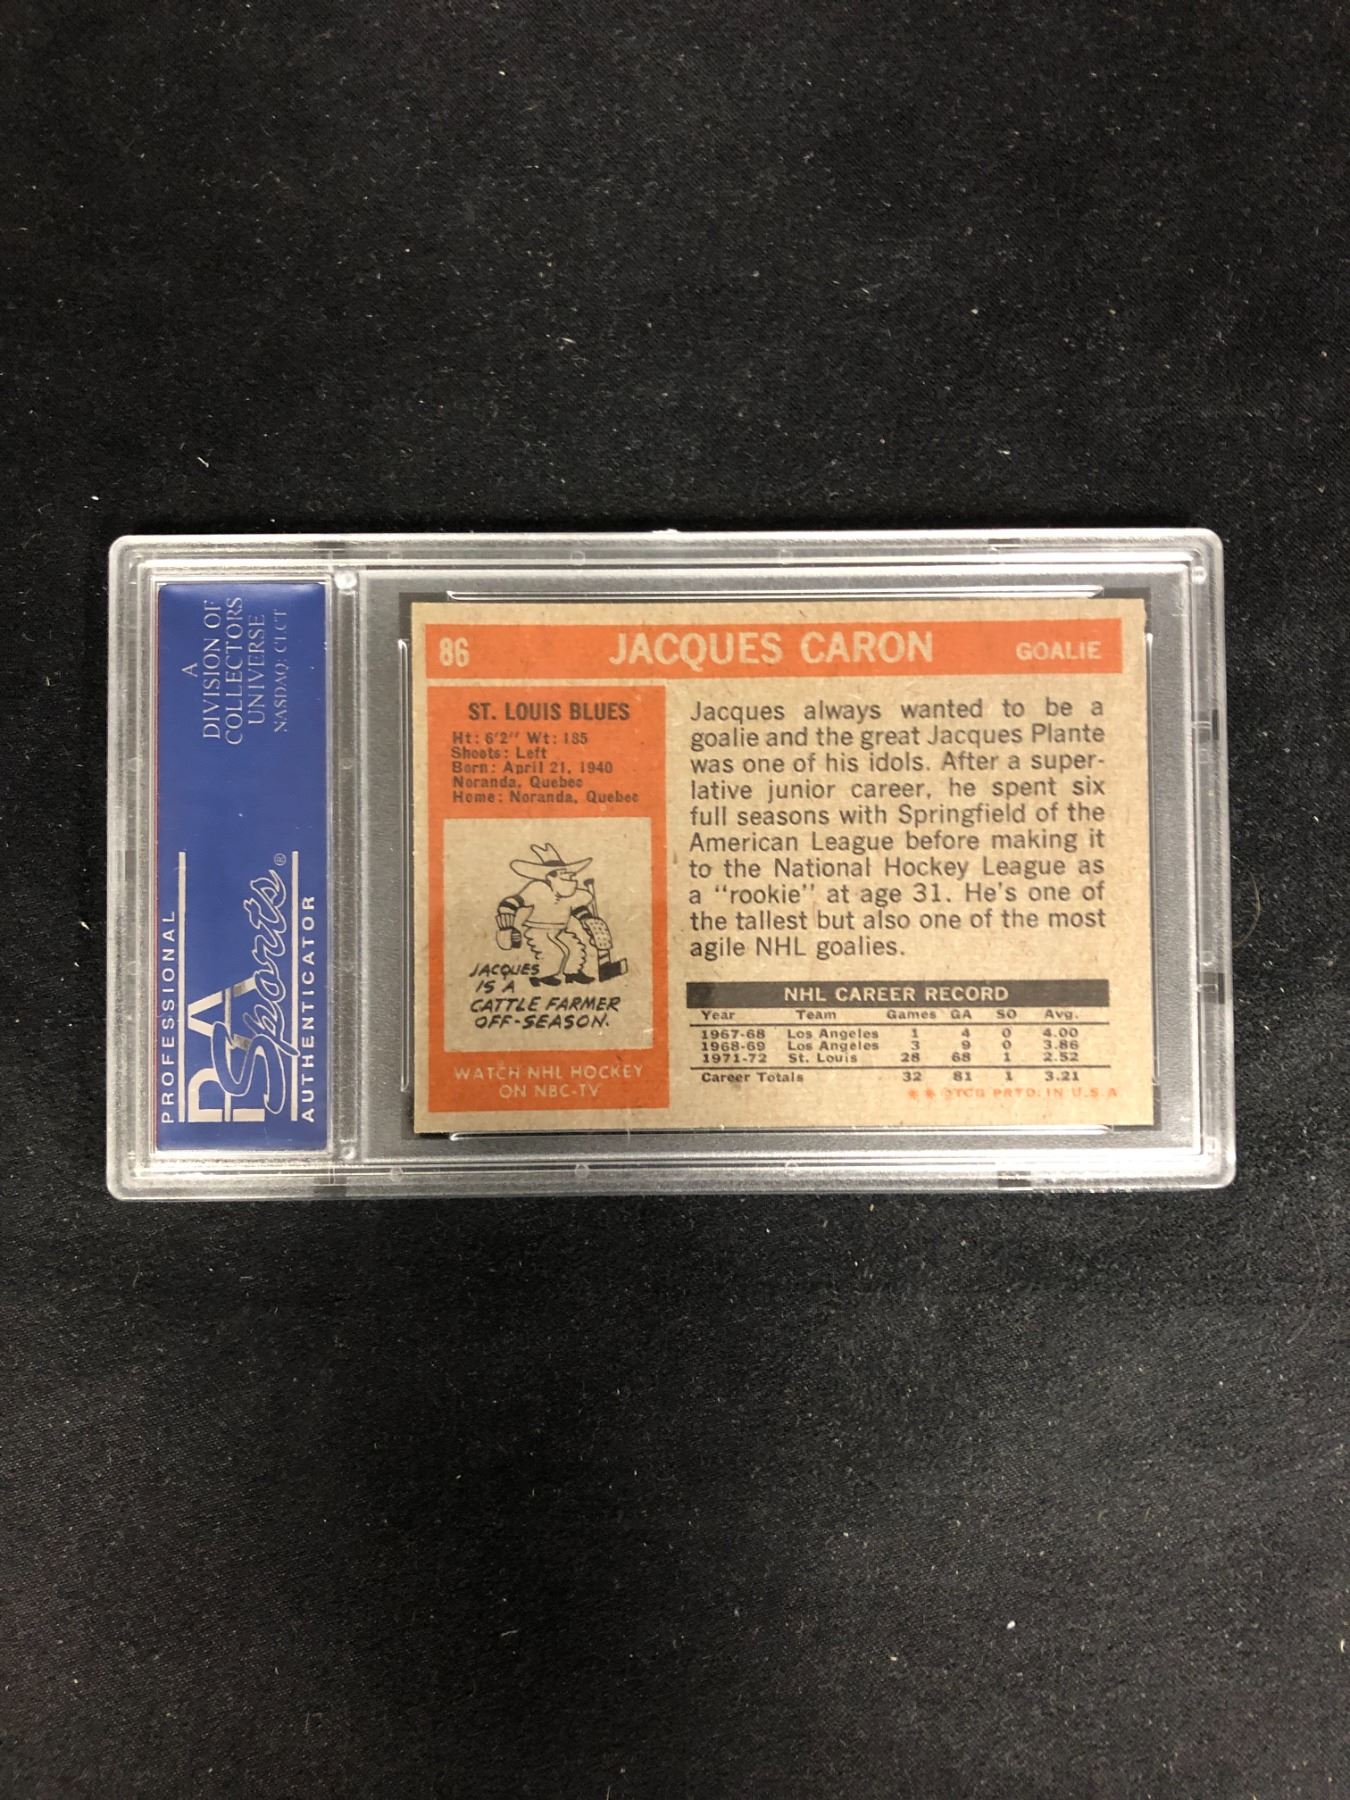 A
DIVISION OF
COLLECTORS
UNIVERSE
NASDAQ: CLCT
PROFESSIONAL
PSA
Sports®
AUTHENTICATOR
86 JACQUES CARON GOALIE
ST. LOUIS BLUES
Ht: 6'2" Wt: 185
Shoots: Left
Born: April 21, 1940
Noranda, Quebec
Home: Noranda, Quebec
JACQUES
IS A
CATTLE FARMER
OFF-SEASON.
WATCH NHL HOCKEY
ON NBC-TV
Jacques always wanted to be a
goalie and the great Jacques Plante
was one of his idols. After a super-
lative junior career, he spent six
full seasons with Springfield of the
American League before making it
to the National Hockey League as
a "rookie" at age 31. He's one of
the tallest but also one of the most
agile NHL goalies.
NHL CAREER RECORD
Year Team Games GA SO Avg.
1967-68 Los Angeles 1 4 0 4.00
1968-69 Los Angeles 3 9 0 3.86
1971-72 St. Louis 28 68 1 2.52
Career Totals 32 81 1 3.21
* * ©TCG PRTD. IN U.S.A